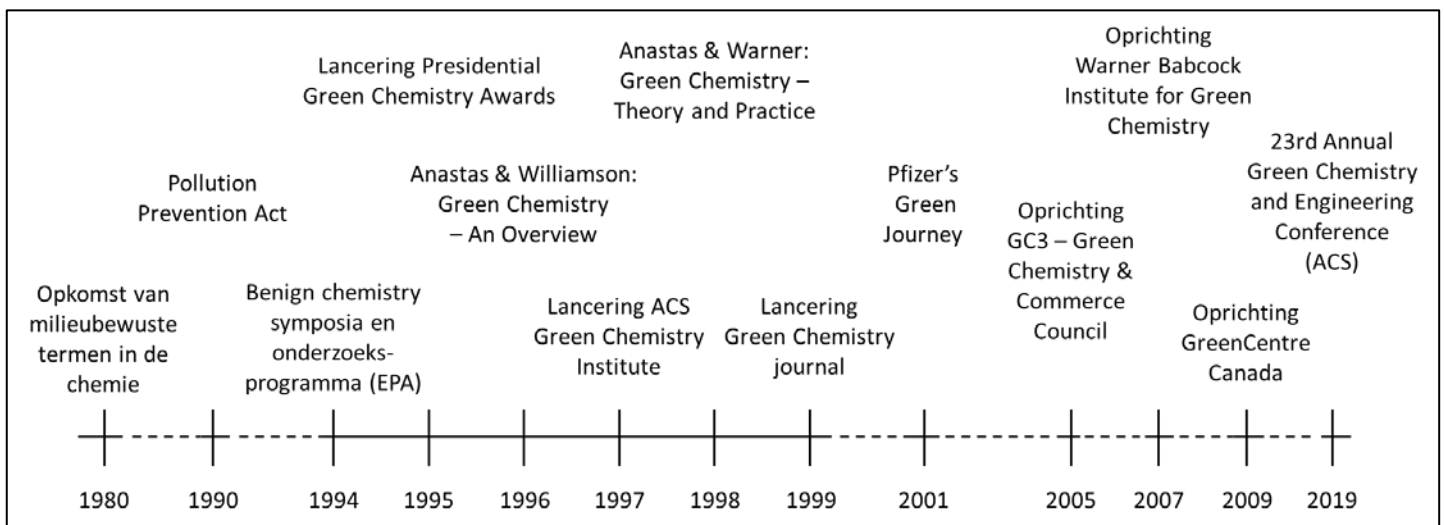 Opkomst van
milieubewuste
termen in de
chemie
Pollution
Prevention Act
Benign chemistry
symposia en
onderzoeks-
programma (EPA)
Lancering Presidential
Green Chemistry Awards
Anastas & Williamson:
Green Chemistry
– An Overview
Lancering ACS
Green Chemistry
Institute
Anastas & Warner:
Green Chemistry –
Theory and Practice
Lancering
Green Chemistry
journal
Pfizer's
Green
Journey
Oprichting
GC3 – Green
Chemistry &
Commerce
Council
Oprichting
Warner Babcock
Institute for Green
Chemistry
Oprichting
GreenCentre
Canada
23rd Annual
Green Chemistry
and Engineering
Conference
(ACS)
1980 1990 1994 1995 1996 1997 1998 1999 2001 2005 2007 2009 2019